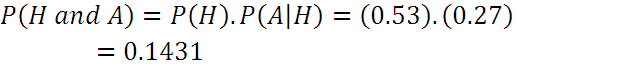 P(H and A) = P(H).P(A|H) = (0.53).(0.27)
= 0.1431